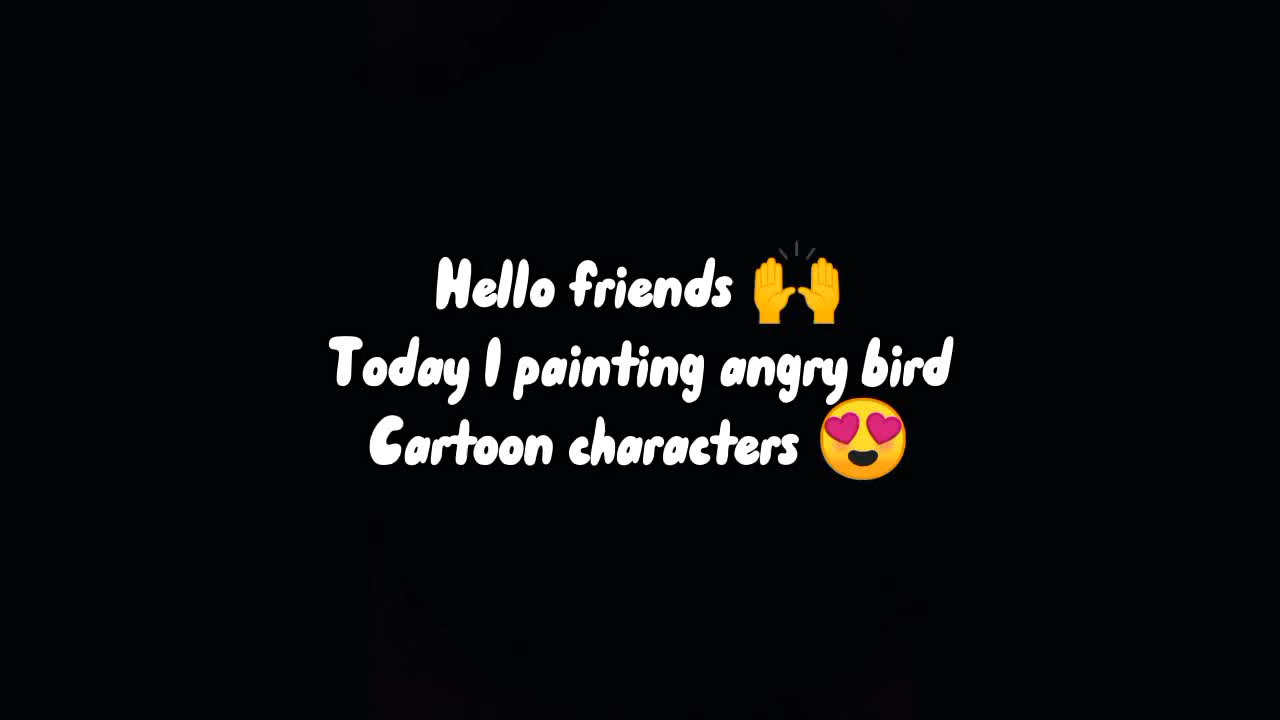 Hello friends 🙌
Today I painting angry bird
Cartoon characters 😍